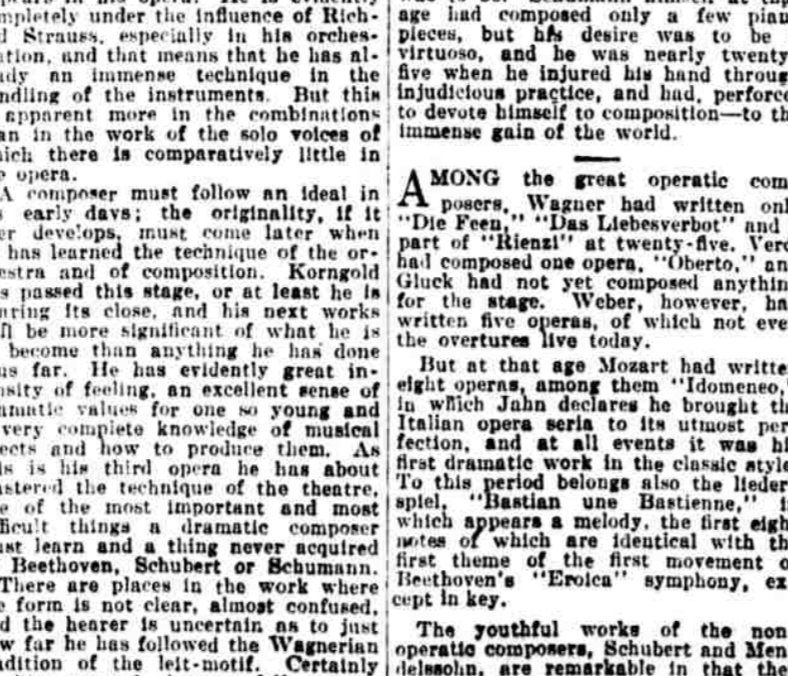 mpletely under the influence of Rich-
d Strauss, especially in his orches-
ation, and that means that he has al-
ady an immense technique in the
ndling of the instruments. But this
apparent more in the combinations
an in the work of the solo voices of
ich there is comparatively little in
e opera.
A composer must follow an ideal in
s early days; the originality, if it
er develops, must come later when
has learned the technique of the or-
estra and of composition. Korngold
s passed this stage, or at least he is
aring its close, and his next works
ll be more significant of what he is
become than anything he has done
us far. He has evidently great in-
nsity of feeling, an excellent sense of
amatic values for one so young and
very complete knowledge of musical
ects and how to produce them. As
is is his third opera he has about
astered the technique of the theatre,
e of the most important and most
ficult things a dramatic composer
ust learn and a thing never acquired
Beethoven, Schubert or Schumann.
There are places in the work where
e form is not clear, almost confused,
d the hearer is uncertain as to just
w far he has followed the Wagnerian
adition of the leit-motif. Certainly
age had composed only a few pian
pieces, but his desire was to be
virtuoso, and he was nearly twenty
five when he injured his hand throug
injudicious practice, and had, perforce
to devote himself to composition—to th
immense gain of the world.
AMONG the great operatic com
posers, Wagner had written onl
"Die Feen," "Das Liebesverbot" and
part of "Rienzi" at twenty-five. Verd
had composed one opera, "Oberto," an
Gluck had not yet composed anythin
for the stage. Weber, however, ha
written five operas, of which not eve
the overtures live today.
But at that age Mozart had writte
eight operas, among them "Idomeneo,"
in which Jahn declares he brought th
Italian opera seria to its utmost per
fection, and at all events it was hi
first dramatic work in the classic style
To this period belongs also the lieder
spiel, "Bastian une Bastienne," i
which appears a melody, the first eigh
notes of which are identical with th
first theme of the first movement o
Beethoven's "Eroica" symphony, ex
cept in key.
The youthful works of the non
operatic composers, Schubert and Men
delssohn, are remarkable in that the